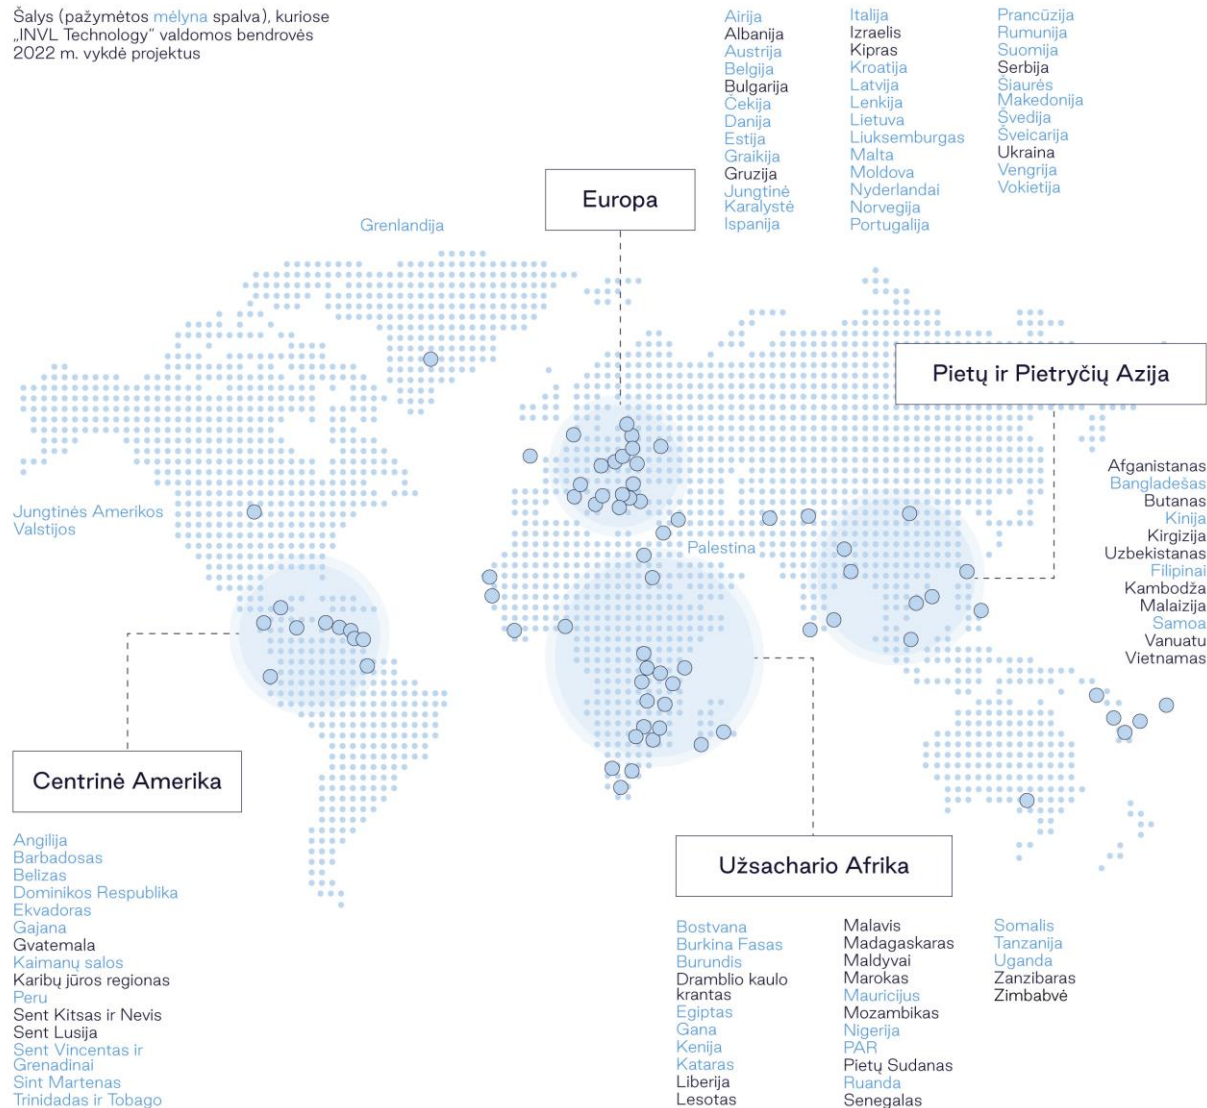 Šalys (pažymėtos mėlyna spalva), kuriose
„INVL Technology“ valdomos bendrovės
2022 m. vykdė projektus
Airija
Albanija
Austrija
Belgija
Bulgarija
Čekija
Danija
Estija
Graikija
Gruzija
Jungtinė
Karalystė
Ispanija
Italija
Izraelis
Kipras
Kroatija
Latvija
Lenkija
Lietuva
Liuksemburgas
Malta
Moldova
Nyderlandai
Norvegija
Portugalija
Prancūzija
Rumunija
Suomija
Serbija
Šiaurės
Makedonija
Švedija
Šveicarija
Ukraina
Vengrija
Vokietija
Europa
Grenlandija
Pietų ir Pietryčių Azija
Afganistanas
Bangladešas
Butanas
Kinija
Kirgizija
Uzbekistanas
Filipinai
Kambodža
Malaizija
Samoa
Vanuatu
Vietnamas
Jungtinės Amerikos
Valstijos
Palestina
Centrinė Amerika
Angilija
Barbadosas
Belizas
Dominikos Respublika
Ekvadoras
Gajana
Gvatemala
Kaimanų salos
Karibų jūros regionas
Peru
Sent Kitsas ir Nevis
Sent Lusija
Sent Vincentas ir
Grenadinai
Sint Martenas
Trinidadas ir Tobago
Užsachario Afrika
Bostvana
Burkina Fasas
Burundis
Dramblio kaulo
krantas
Egiptas
Gana
Kenija
Kataras
Liberija
Lesotas
Malavis
Madagaskaras
Maldyvai
Marokas
Mauricijus
Mozambikas
Nigerija
PAR
Pietų Sudanas
Ruanda
Senegalas
Somalis
Tanzanija
Uganda
Zanzibaras
Zimbabvė